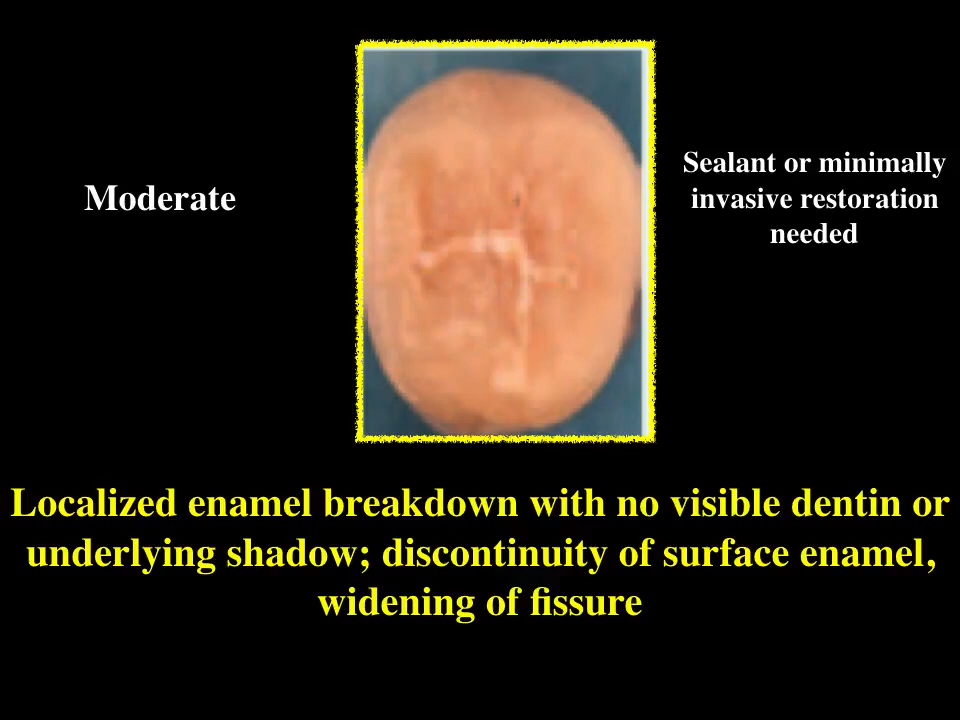 Moderate
Sealant or minimally
invasive restoration
needed
Localized enamel breakdown with no visible dentin or
underlying shadow; discontinuity of surface enamel,
widening of fissure